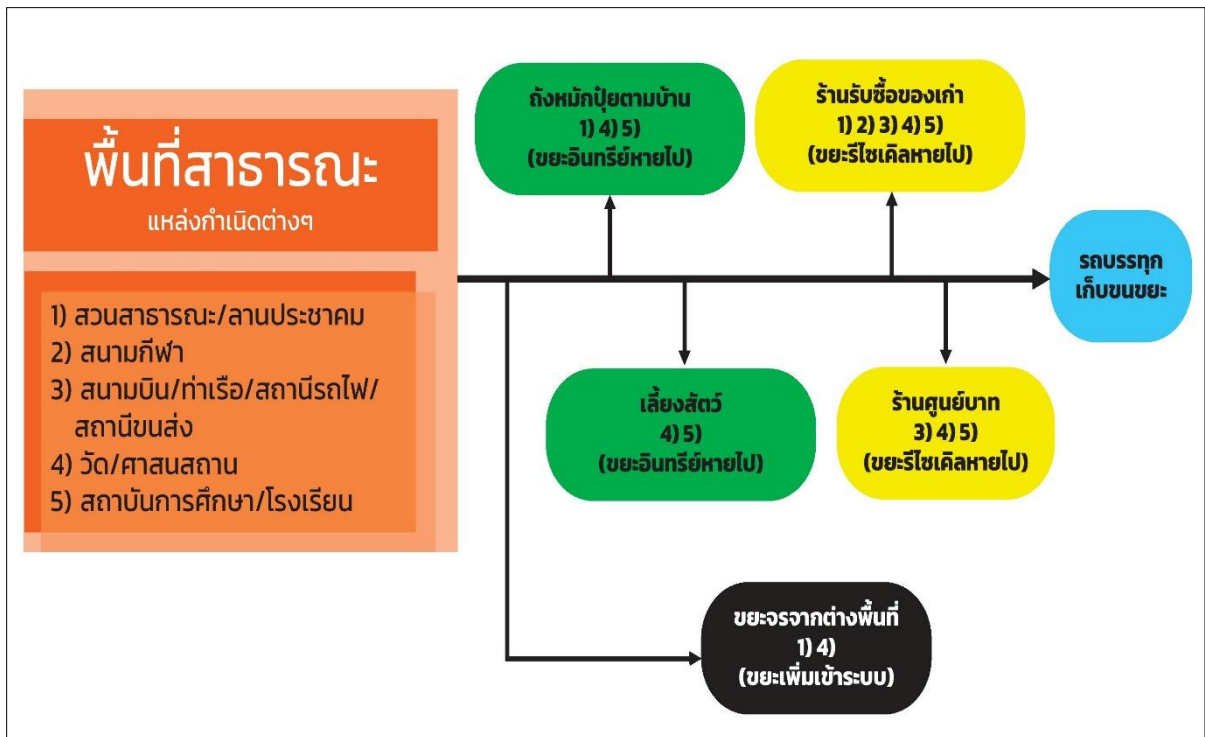 พื้นที่สาธารณะ
แหล่งกำเนิดต่างๆ
1) สวนสาธารณะ/ลานประชาคม
2) สนามกีฬา
3) สนามบิน/ท่าเรือ/สถานีรถไฟ/
สถานีขนส่ง
4) วัด/ศาสนสถาน
5) สถาบันการศึกษา/โรงเรียน
ถังหมักปุ๋ยตามบ้าน
1) 4) 5)
(ขยะอินทรีย์หายไป)
ร้านรับซื้อของเก่า
1) 2) 3) 4) 5)
(ขยะรีไซเคิลหายไป)
รถบรรทุก
เก็บขนขยะ
เลี้ยงสัตว์
4) 5)
(ขยะอินทรีย์หายไป)
ร้านศูนย์บาท
3) 4) 5)
(ขยะรีไซเคิลหายไป)
ขยะจรจากต่างพื้นที่
1) 4)
(ขยะเพิ่มเข้าระบบ)